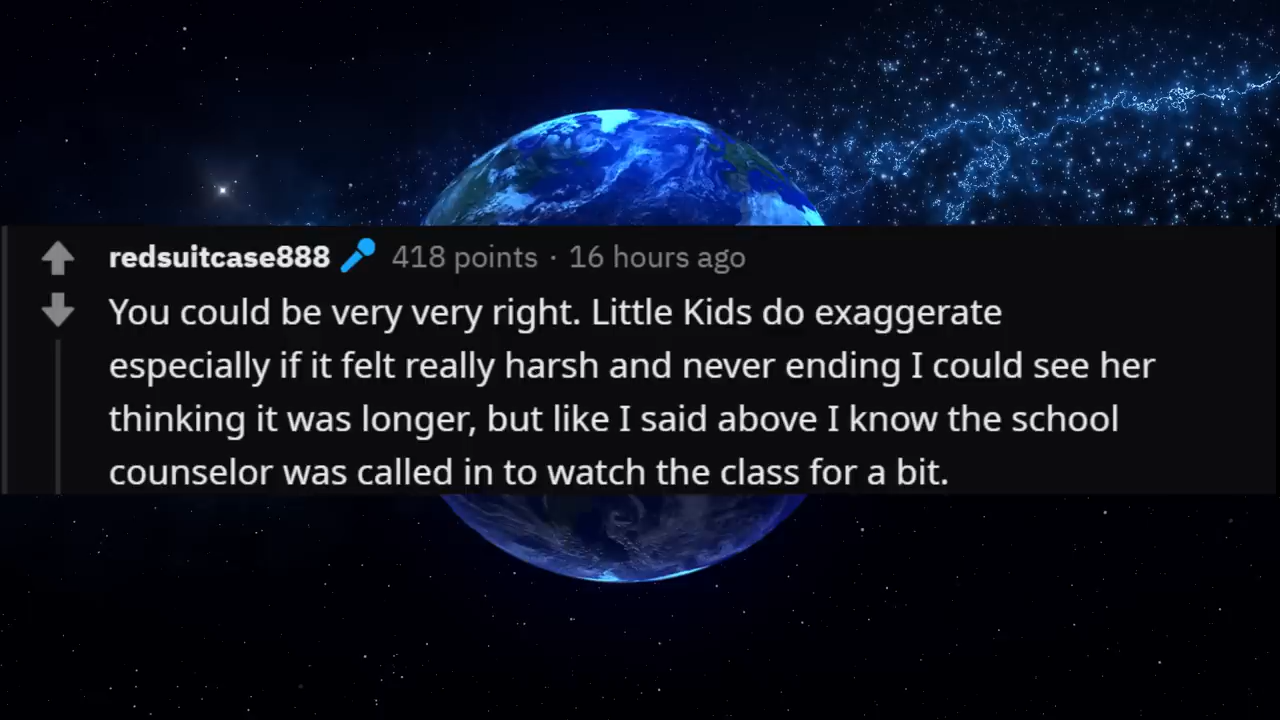 redsuitcase888 418 points · 16 hours ago
You could be very very right. Little Kids do exaggerate
especially if it felt really harsh and never ending I could see her
thinking it was longer, but like I said above I know the school
counselor was called in to watch the class for a bit.